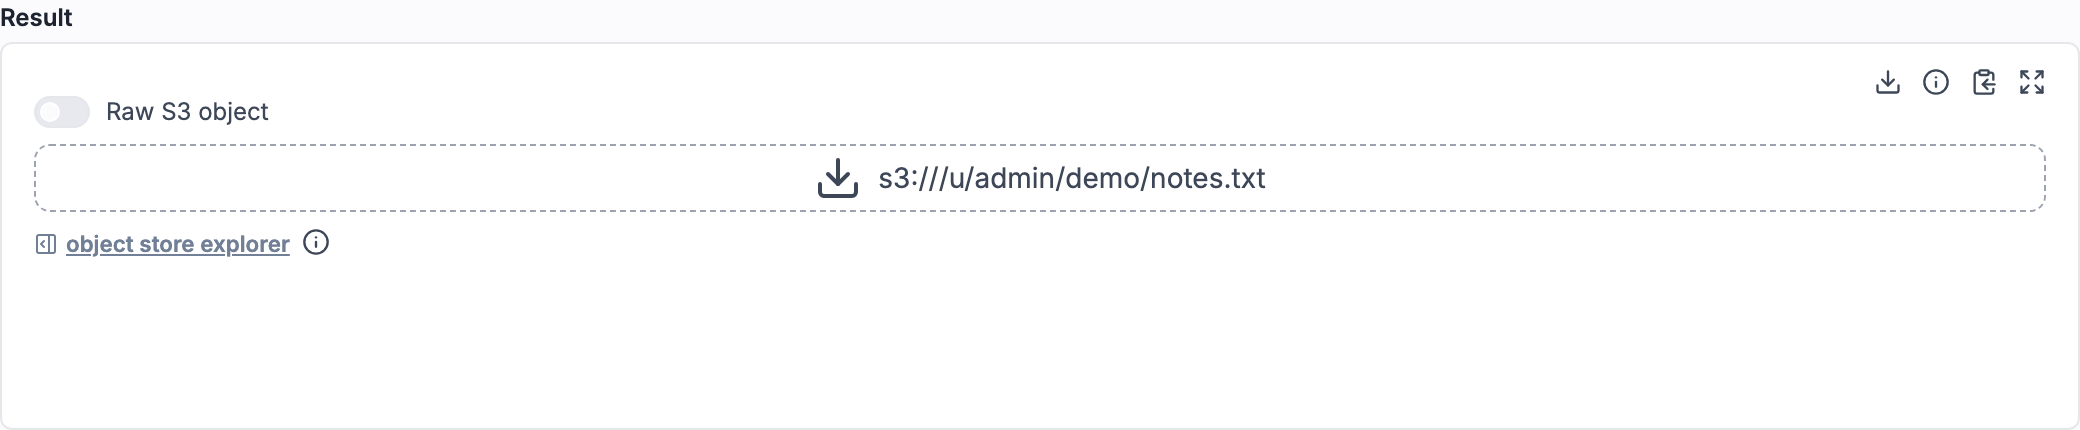 Result
Raw S3 object
s3:///u/admin/demo/notes.txt
object store explorer